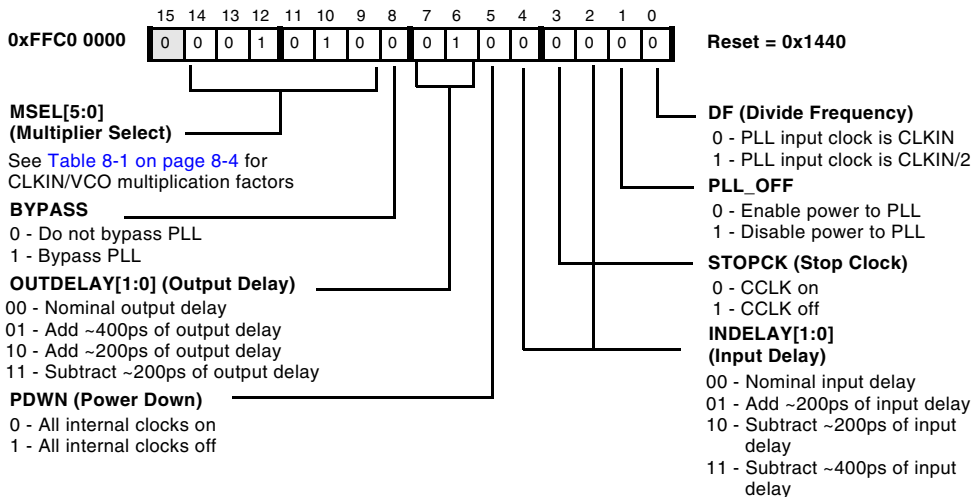 15 14 13 12 11 10 9 8 7 6 5 4 3 2 1 0
0xFFC0 0000
0 0 0 1 0 1 0 0 0 1 0 0 0 0 0 0
Reset = 0x1440
MSEL[5:0]
(Multiplier Select)
See Table 8-1 on page 8-4 for
CLKIN/VCO multiplication factors
BYPASS
0 - Do not bypass PLL
1 - Bypass PLL
OUTDELAY[1:0] (Output Delay)
00 - Nominal output delay
01 - Add ~400ps of output delay
10 - Add ~200ps of output delay
11 - Subtract ~200ps of output delay
PDWN (Power Down)
0 - All internal clocks on
1 - All internal clocks off
DF (Divide Frequency)
0 - PLL input clock is CLKIN
1 - PLL input clock is CLKIN/2
PLL_OFF
0 - Enable power to PLL
1 - Disable power to PLL
STOPCK (Stop Clock)
0 - CCLK on
1 - CCLK off
INDELAY[1:0]
(Input Delay)
00 - Nominal input delay
01 - Add ~200ps of input delay
10 - Subtract ~200ps of input
delay
11 - Subtract ~400ps of input
delay